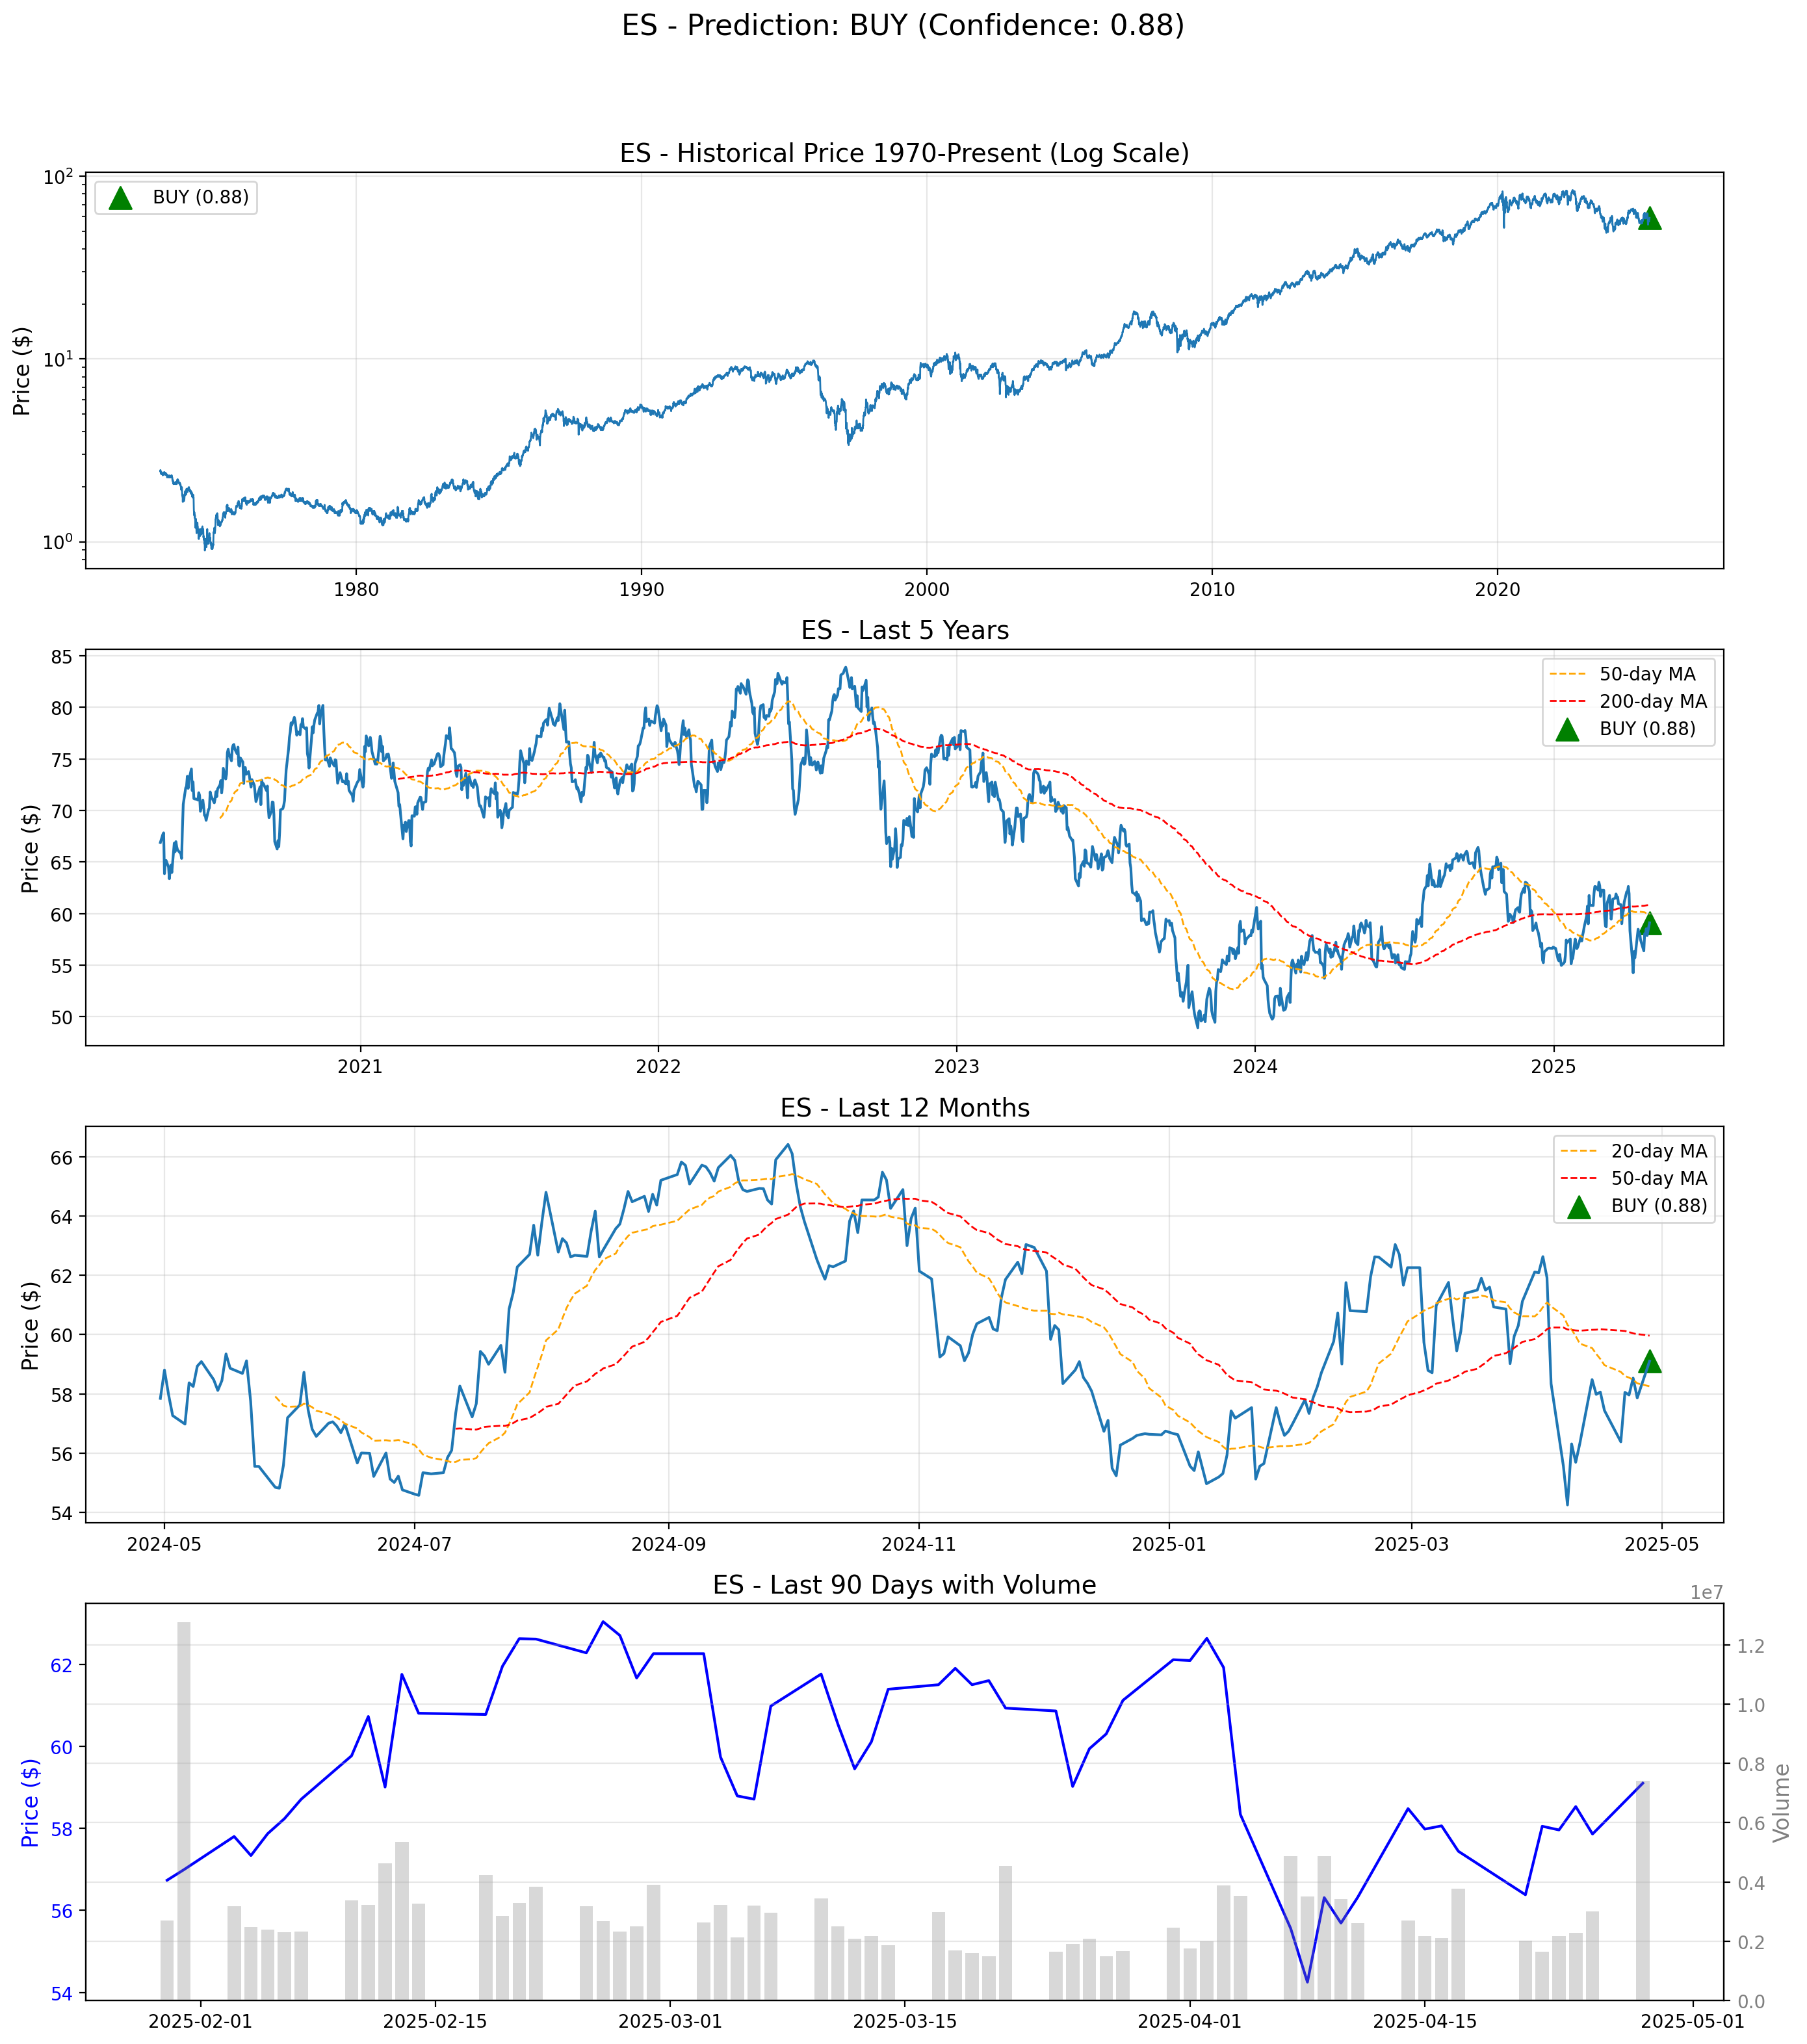 ES - Prediction: BUY (Confidence: 0.88)
ES - Historical Price 1970-Present (Log Scale)
BUY (0.88)
Price ($)
10²
10¹
10⁰
1980 1990 2000 2010 2020
ES - Last 5 Years
50-day MA
200-day MA
BUY (0.88)
Price ($)
85
80
75
70
65
60
55
50
2021 2022 2023 2024 2025
ES - Last 12 Months
20-day MA
50-day MA
BUY (0.88)
Price ($)
66
64
62
60
58
56
54
2024-05 2024-07 2024-09 2024-11 2025-01 2025-03 2025-05
ES - Last 90 Days with Volume
1e7
Price ($)
62
60
58
56
54
1.2
1.0
0.8
0.6
0.4
0.2
0.0
Volume
2025-02-01 2025-02-15 2025-03-01 2025-03-15 2025-04-01 2025-04-15 2025-05-01